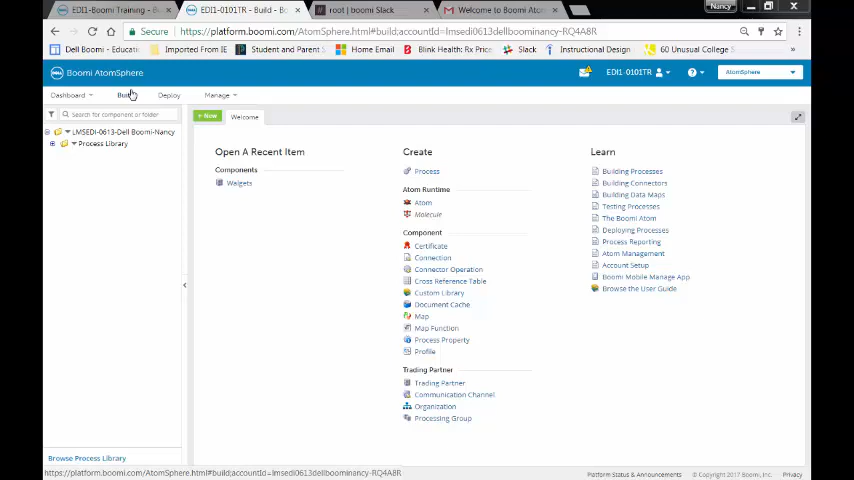 Nancy
EDI1-Boomi Training -
EDI1-0101TR - Build -
root | boomi Slack
Welcome to Boomi Atom
Secure
https://platform.boomi.com/AtomSphere.html#build;accountId=lmsedi0613dellboominancy-RQ4A8R
Dell Boomi - Educati
Imported From IE
Student and Parent S
Home Email
Blink Health: Rx Price
Slack
Instructional Design
60 Unusual College S
Boomi AtomSphere
EDI1-0101TR
AtomSphere
Dashboard
Build
Deploy
Manage
Search for component or folder
+ New
Welcome
LMSEDI-0613-Dell Boomi-Nancy
Process Library
Open A Recent Item
Components
Walgets
Create
Process
Atom Runtime
Atom
Molecule
Component
Certificate
Connection
Connector Operation
Cross Reference Table
Custom Library
Document Cache
Map
Map Function
Process Property
Profile
Trading Partner
Trading Partner
Communication Channel
Organization
Processing Group
Learn
Building Processes
Building Connectors
Building Data Maps
Testing Processes
The Boomi Atom
Deploying Processes
Process Reporting
Atom Management
Account Setup
Boomi Mobile Manage App
Browse the User Guide
Browse Process Library
https://platform.boomi.com/AtomSphere.html#build;accountId=lmsedi0613dellboominancy-RQ4A8R
Platform Status & Announcements
© Copyright 2017 Boomi, Inc.
Privacy